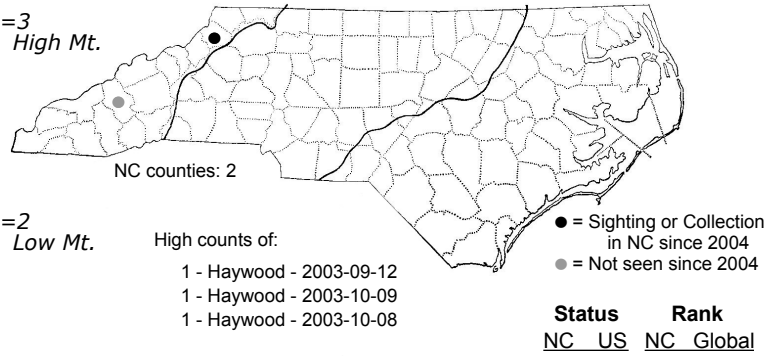 =3
High Mt.
NC counties: 2
=2
Low Mt.
High counts of:
1 - Haywood - 2003-09-12
1 - Haywood - 2003-10-09
1 - Haywood - 2003-10-08
● = Sighting or Collection
in NC since 2004
● = Not seen since 2004
Status Rank
NC US NC Global